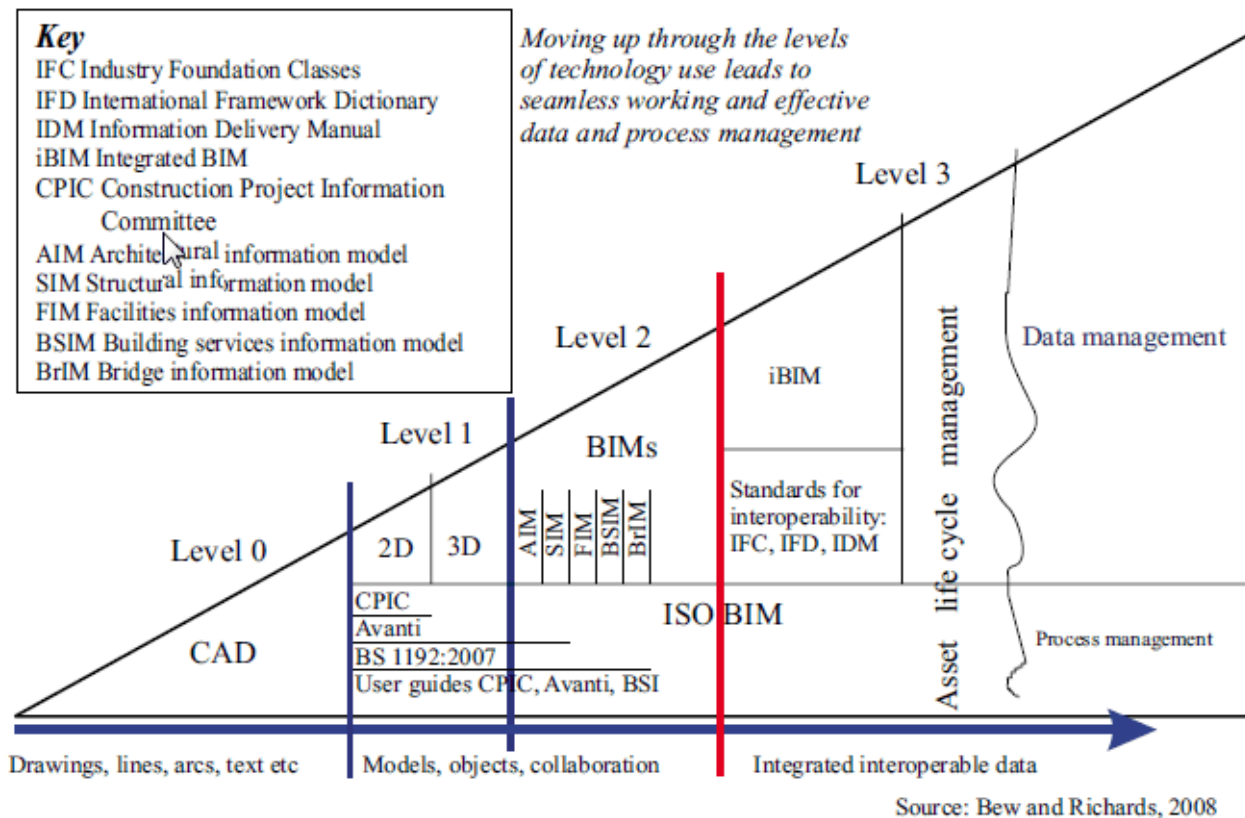 Key
IFC Industry Foundation Classes
IFD International Framework Dictionary
IDM Information Delivery Manual
iBIM Integrated BIM
CPIC Construction Project Information
Committee
AIM Architectural information model
SIM Structural information model
FIM Facilities information model
BSIM Building services information model
BrIM Bridge information model
Moving up through the levels
of technology use leads to
seamless working and effective
data and process management
Level 3
Level 2
Level 1
Level 0
Data management
iBIM
BIMs
Standards for
interoperability:
IFC, IFD, IDM
2D
3D
AIM
SIM
FIM
BSIM
BrIM
Asset life cycle management
CAD
CPIC
Avanti
BS 1192:2007
User guides CPIC, Avanti, BSI
ISO BIM
Process management
Drawings, lines, arcs, text etc
Models, objects, collaboration
Integrated interoperable data
Source: Bew and Richards, 2008